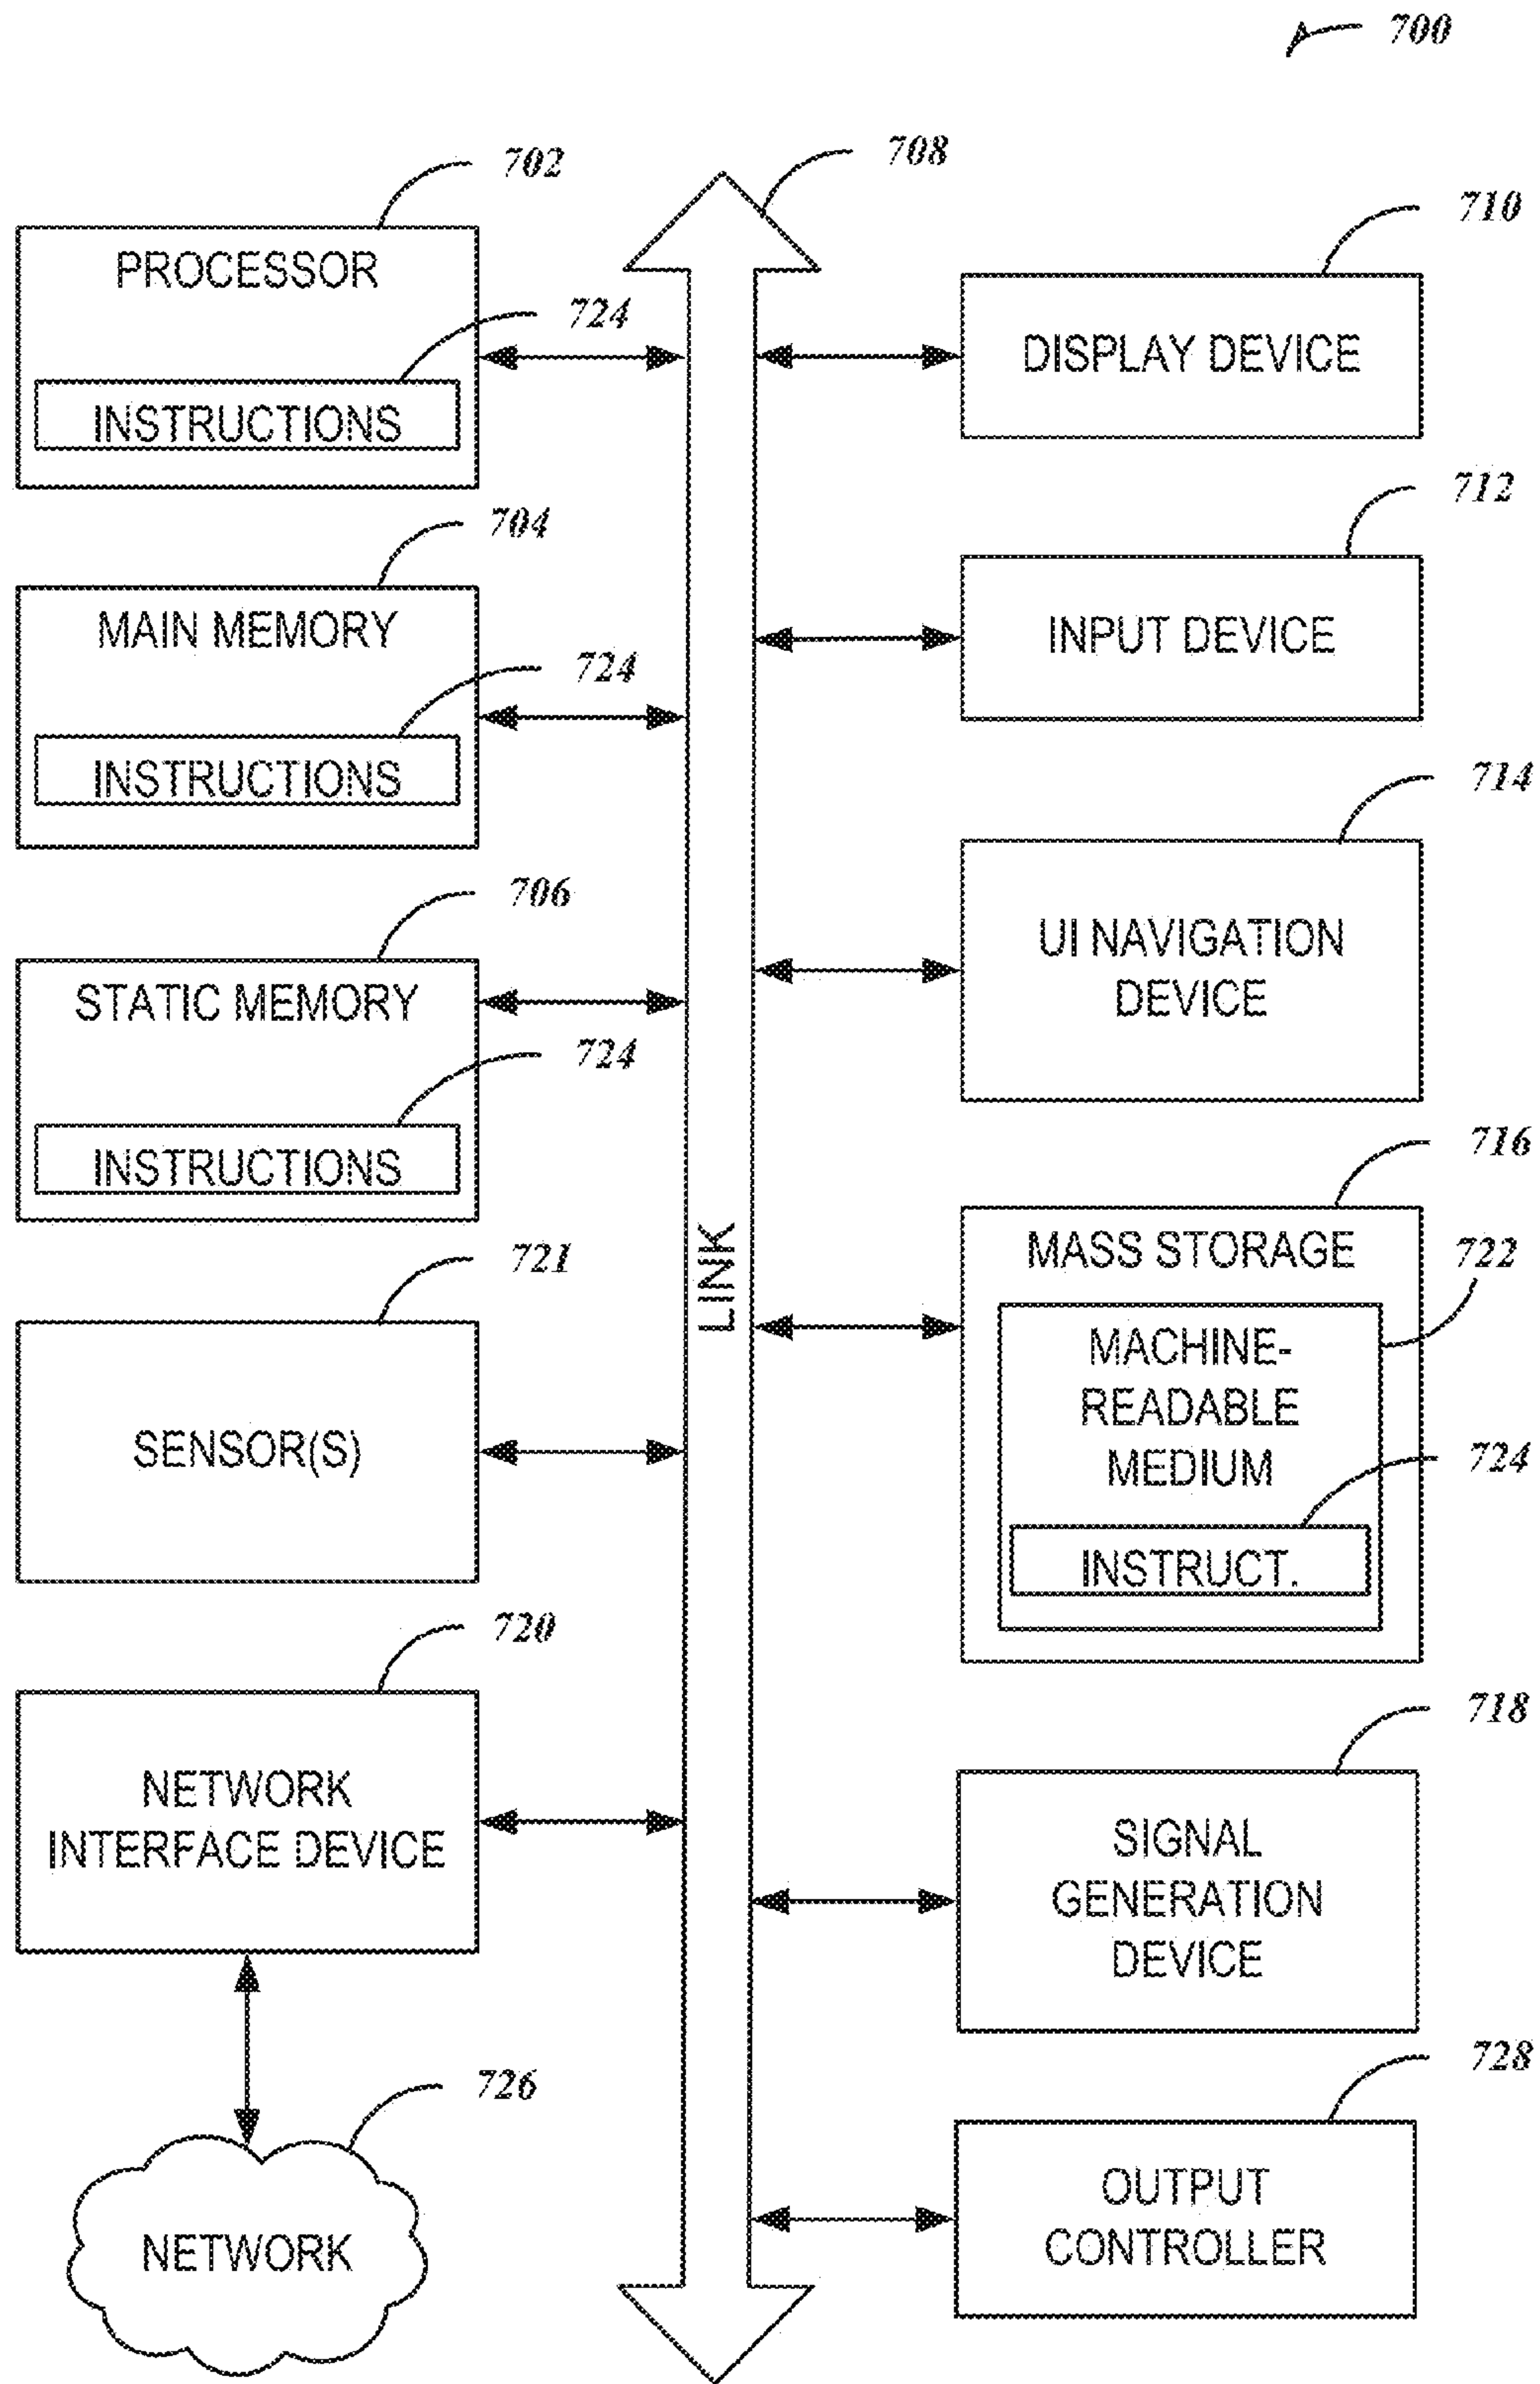 700
702
PROCESSOR
724
INSTRUCTIONS
704
MAIN MEMORY
724
INSTRUCTIONS
706
STATIC MEMORY
724
INSTRUCTIONS
721
SENSOR(S)
720
NETWORK
INTERFACE DEVICE
726
NETWORK
708
LINK
710
DISPLAY DEVICE
712
INPUT DEVICE
714
UI NAVIGATION
DEVICE
716
MASS STORAGE
722
MACHINE-
READABLE
MEDIUM
724
INSTRUCT.
718
SIGNAL
GENERATION
DEVICE
728
OUTPUT
CONTROLLER